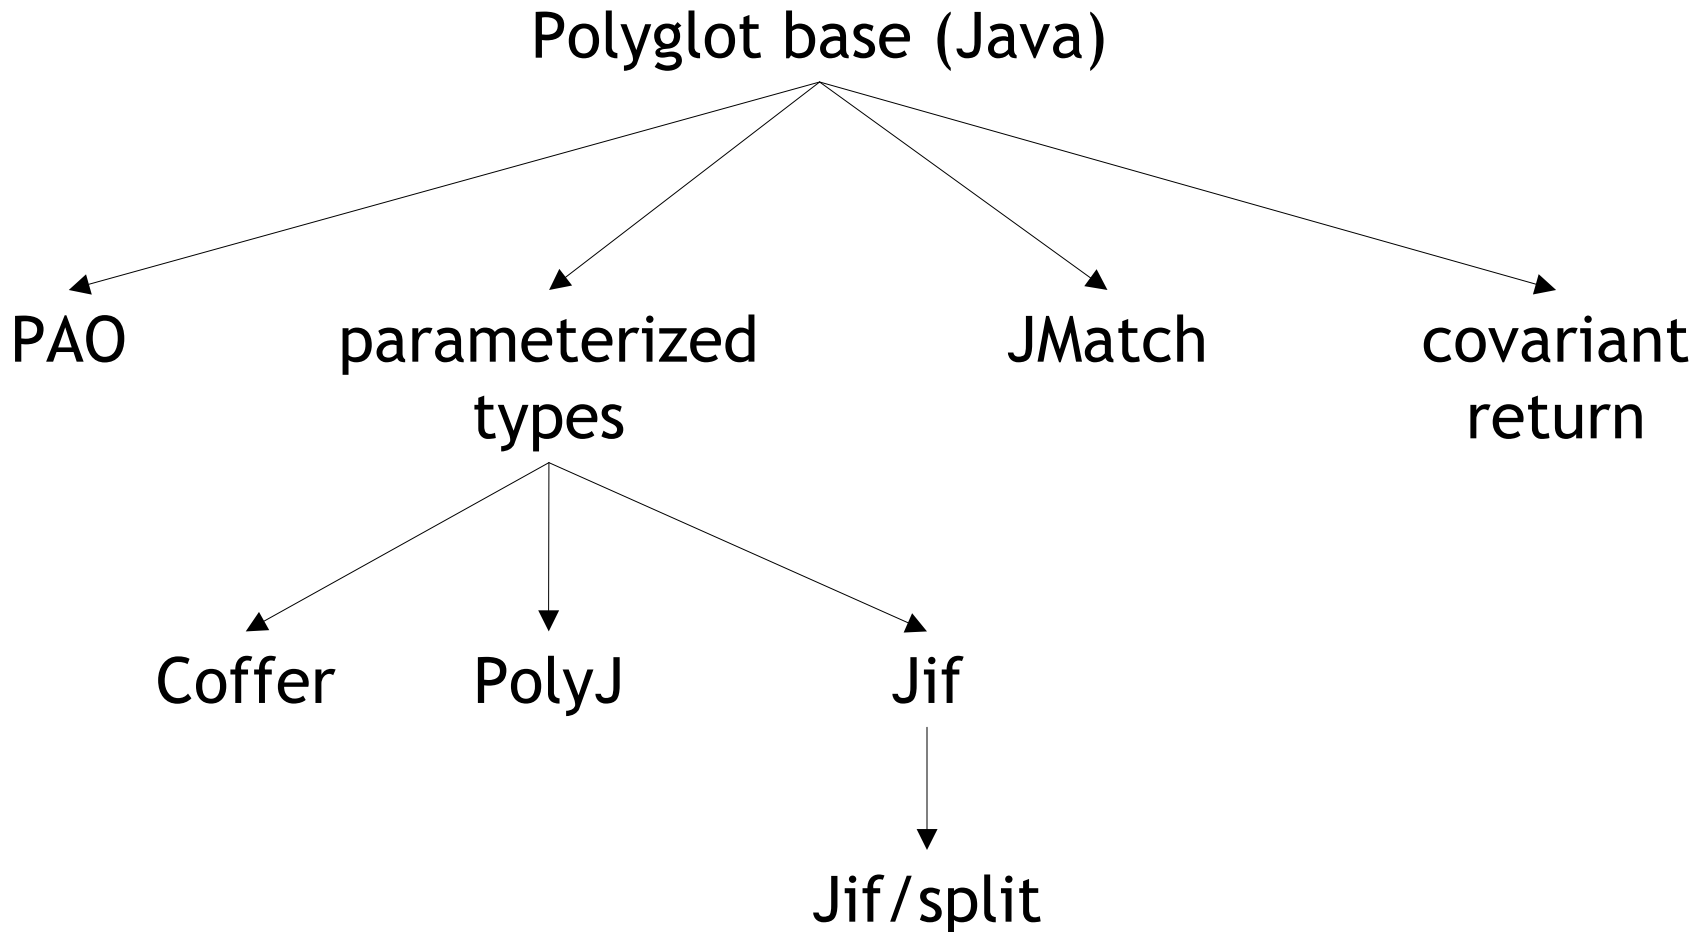 Polyglot base (Java)
PAO
parameterized
types
JMatch
covariant
return
Coffer
PolyJ
Jif
Jif/split